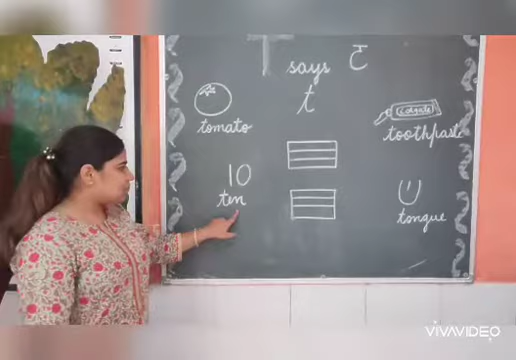 T says ट
t
tomato
Colgate
toothpaste
10
ten
tongue
VIVAVIDEO